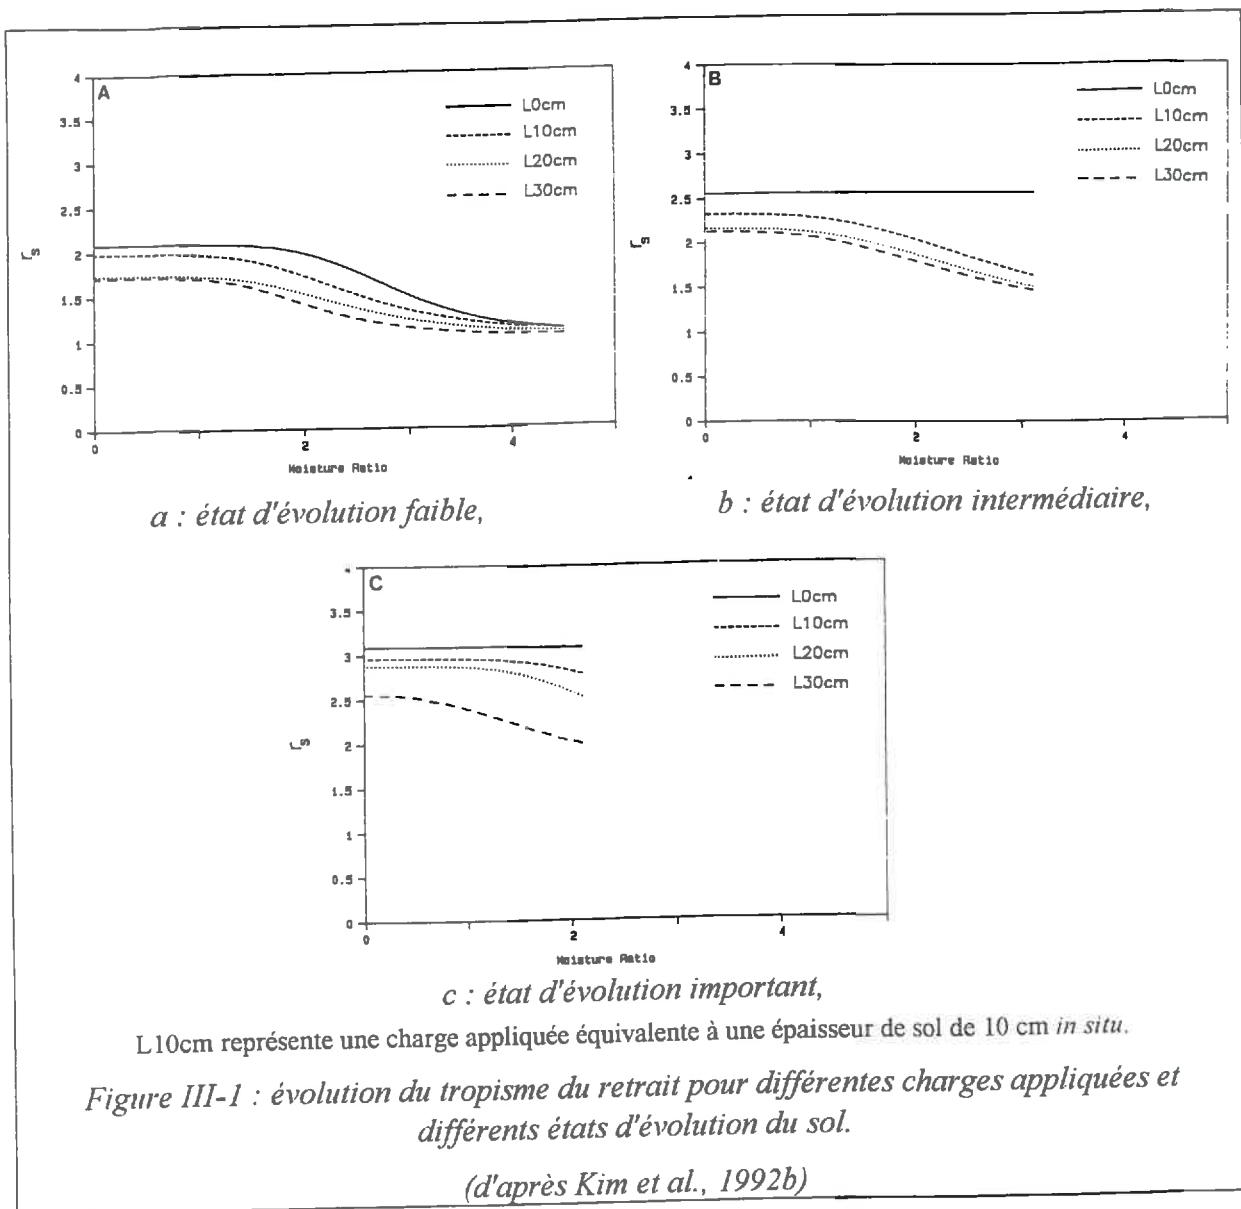 A
4
3.5
3
2.5
2
1.5
1
0.5
0
rs
L0cm
L10cm
L20cm
L30cm
0
2
4
Moisture Ratio
a : état d'évolution faible,
B
4
3.5
3
2.5
2
1.5
1
0.5
0
rs
L0cm
L10cm
L20cm
L30cm
0
2
4
Moisture Ratio
b : état d'évolution intermédiaire,
C
3.5
3
2.5
2
1.5
1
0.5
0
rs
L0cm
L10cm
L20cm
L30cm
0
2
4
Moisture Ratio
c : état d'évolution important,
L10cm représente une charge appliquée équivalente à une épaisseur de sol de 10 cm in situ.
Figure III-1 : évolution du tropisme du retrait pour différentes charges appliquées et
différents états d'évolution du sol.
(d'après Kim et al., 1992b)